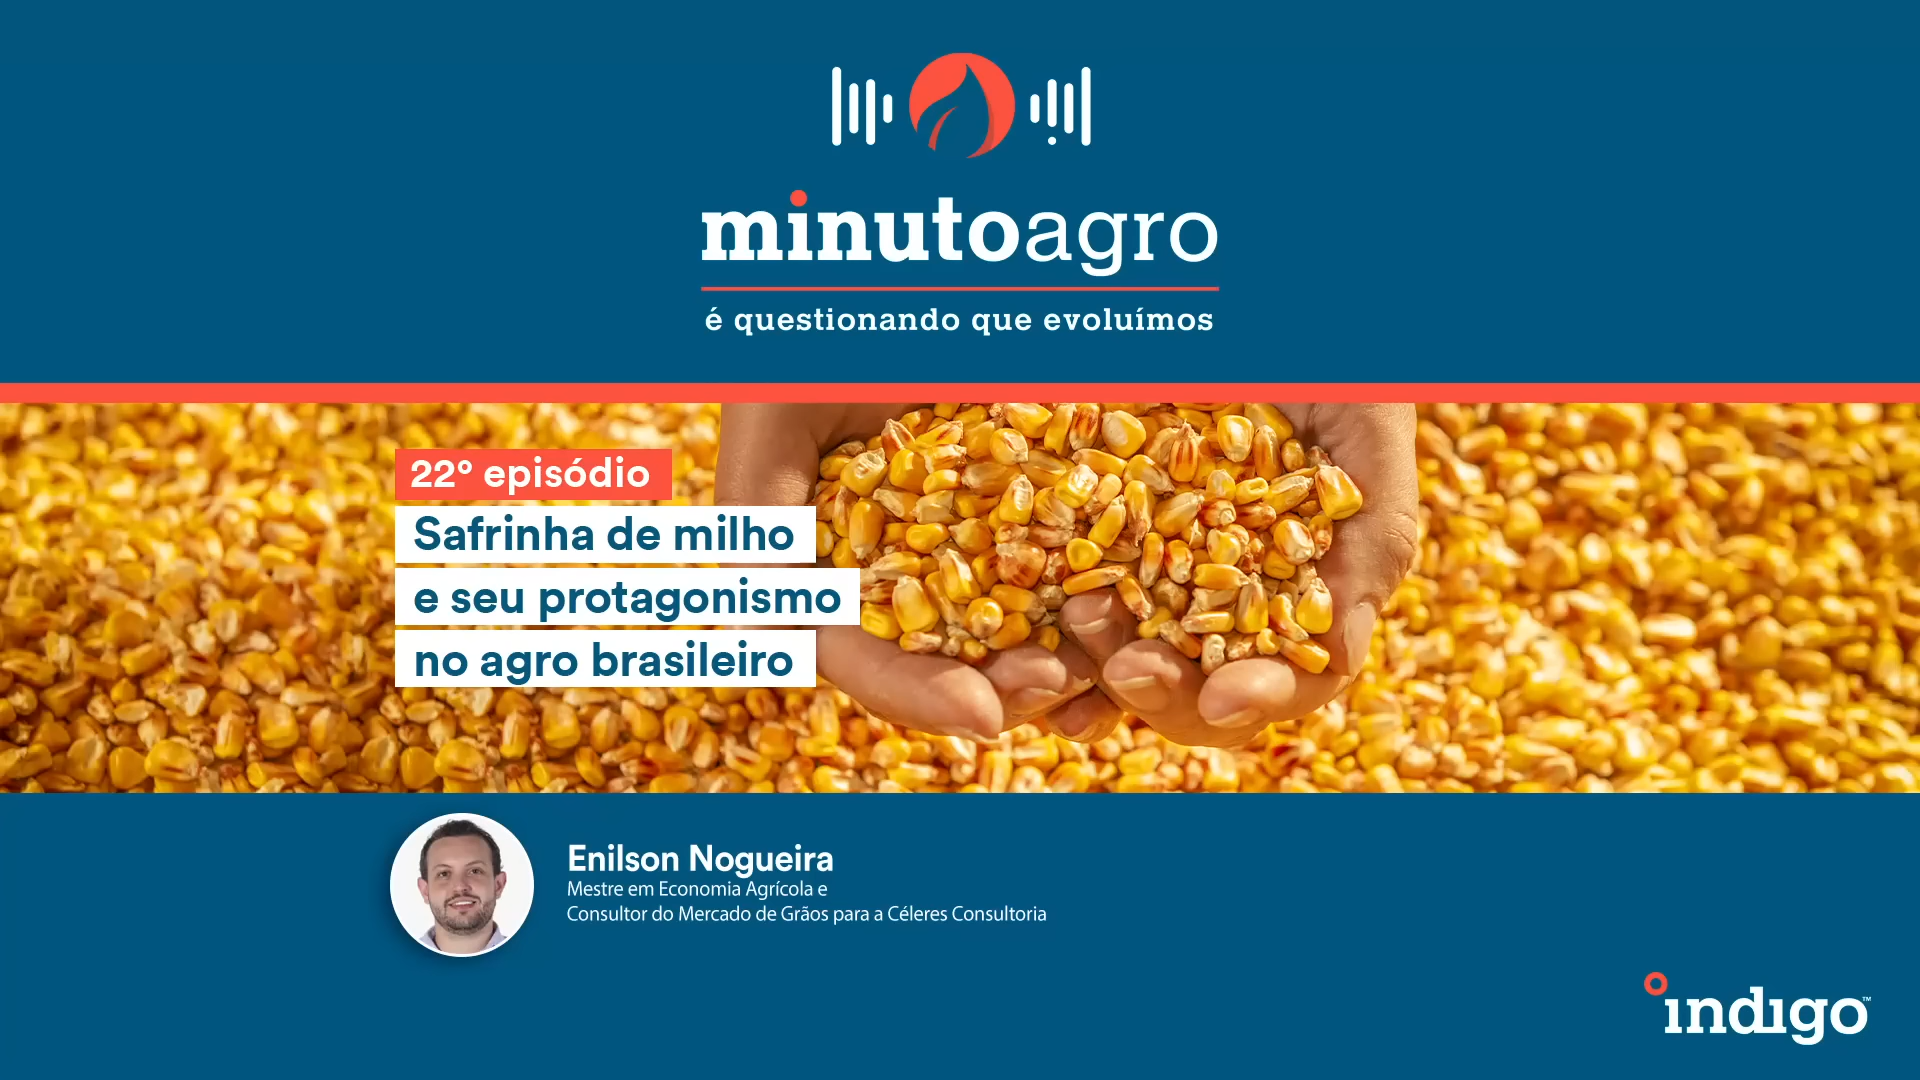 minutoagro
é questionando que evoluímos
22º episódio
Safrinha de milho
e seu protagonismo
no agro brasileiro
Enilson Nogueira
Mestre em Economia Agrícola e
Consultor do Mercado de Grãos para a Céleres Consultoria
indigo™